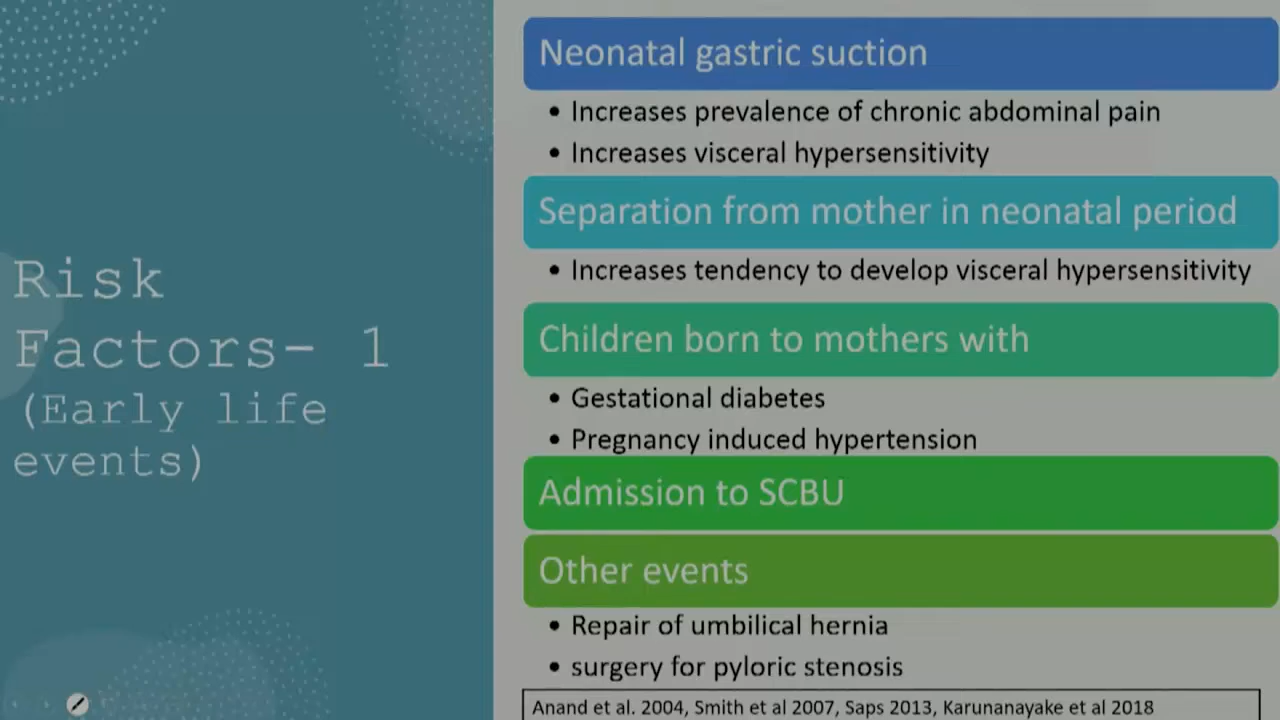 Risk
Factors- 1
(Early life
events)
Neonatal gastric suction
• Increases prevalence of chronic abdominal pain
• Increases visceral hypersensitivity
Separation from mother in neonatal period
• Increases tendency to develop visceral hypersensitivity
Children born to mothers with
• Gestational diabetes
• Pregnancy induced hypertension
Admission to SCBU
Other events
• Repair of umbilical hernia
• surgery for pyloric stenosis
Anand et al. 2004, Smith et al 2007, Saps 2013, Karunanayake et al 2018